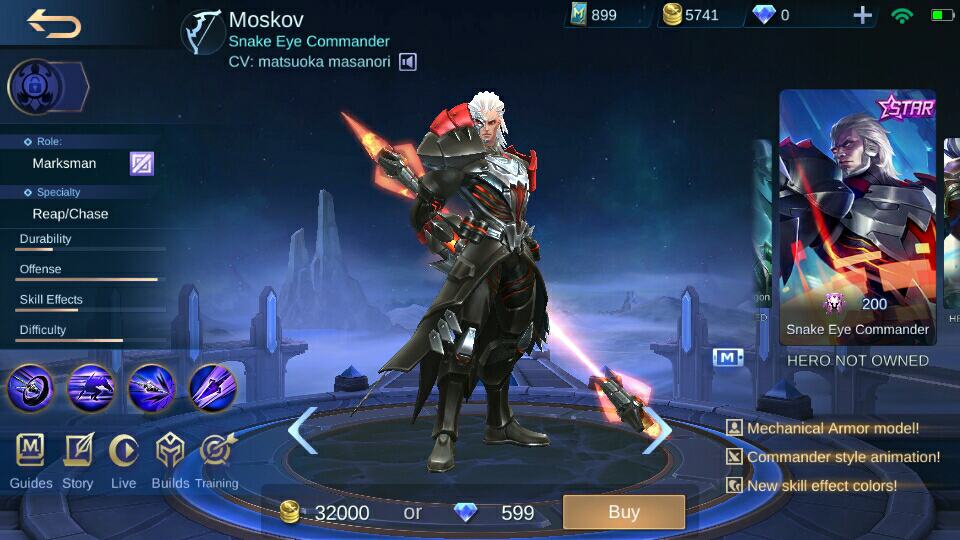 Moskov
Snake Eye Commander
CV: matsuoka masanori
899
5741
0
Role:
Marksman
Specialty
Reap/Chase
Durability
Offense
Skill Effects
Difficulty
M
Guides
Story
Live
Builds
Training
STAR
200
Snake Eye Commander
M
HERO NOT OWNED
Mechanical Armor model!
Commander style animation!
New skill effect colors!
32000 or 599
Buy